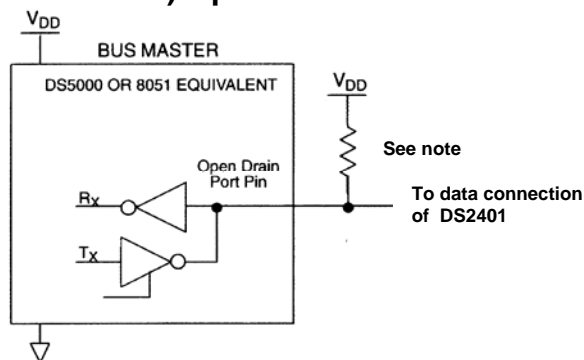 VDD
BUS MASTER
DS5000 OR 8051 EQUIVALENT
VDD
See note
Open Drain
Port Pin
RX
To data connection
of DS2401
TX